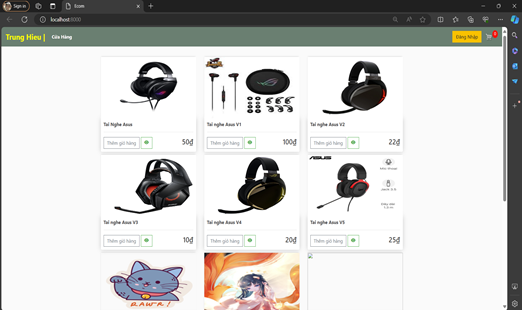 Sign in
Ecom
localhost:8000
Trung Hieu |
Cửa Hàng
Đăng Nhập
0
Tai Nghe Asus
Tai nghe Asus V1
Tai nghe Asus V2
Thêm giỏ hàng
50₫
Thêm giỏ hàng
100₫
Thêm giỏ hàng
22₫
ASUS
Tai nghe Asus V3
Tai nghe Asus V4
Tai nghe Asus V5
Thêm giỏ hàng
10₫
Thêm giỏ hàng
20₫
Thêm giỏ hàng
25₫
RAWR!